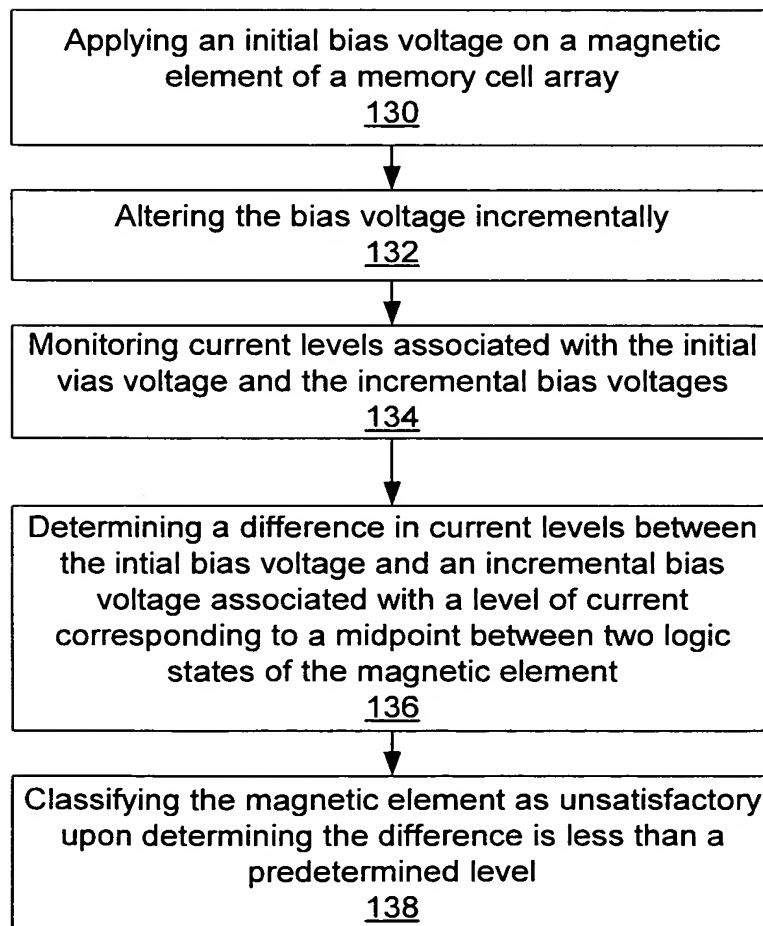 Applying an initial bias voltage on a magnetic
element of a memory cell array
130
Altering the bias voltage incrementally
132
Monitoring current levels associated with the initial
vias voltage and the incremental bias voltages
134
Determining a difference in current levels between
the intial bias voltage and an incremental bias
voltage associated with a level of current
corresponding to a midpoint between two logic
states of the magnetic element
136
Classifying the magnetic element as unsatisfactory
upon determining the difference is less than a
predetermined level
138